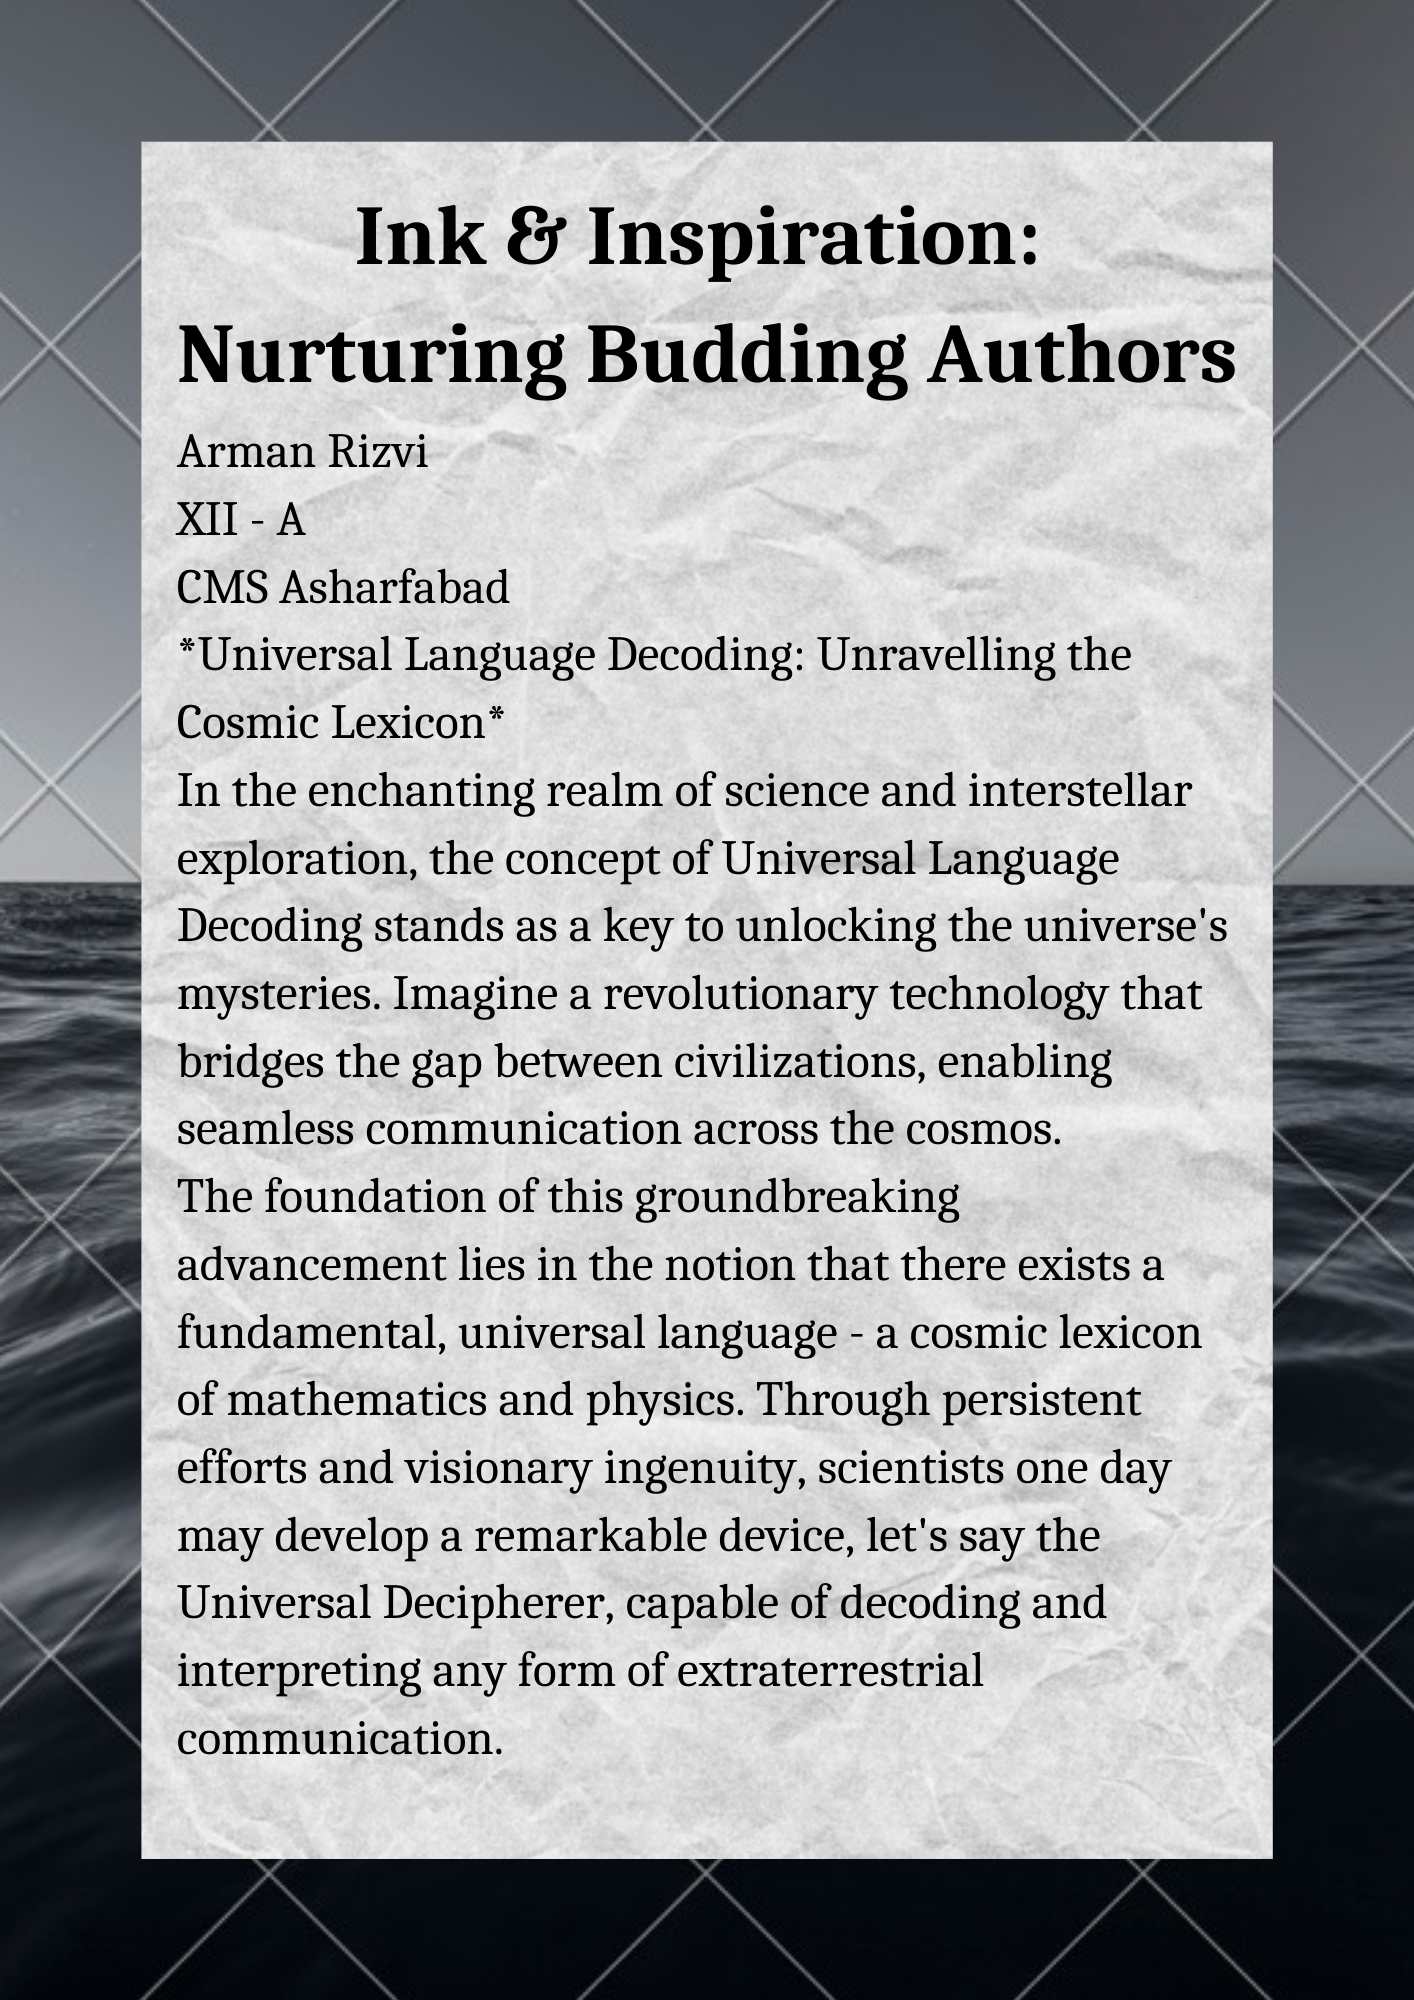 Ink & Inspiration:
Nurturing Budding Authors
Arman Rizvi
XII - A
CMS Asharfabad
*Universal Language Decoding: Unravelling the
Cosmic Lexicon*
In the enchanting realm of science and interstellar
exploration, the concept of Universal Language
Decoding stands as a key to unlocking the universe's
mysteries. Imagine a revolutionary technology that
bridges the gap between civilizations, enabling
seamless communication across the cosmos.
The foundation of this groundbreaking
advancement lies in the notion that there exists a
fundamental, universal language - a cosmic lexicon
of mathematics and physics. Through persistent
efforts and visionary ingenuity, scientists one day
may develop a remarkable device, let's say the
Universal Decipherer, capable of decoding and
interpreting any form of extraterrestrial
communication.